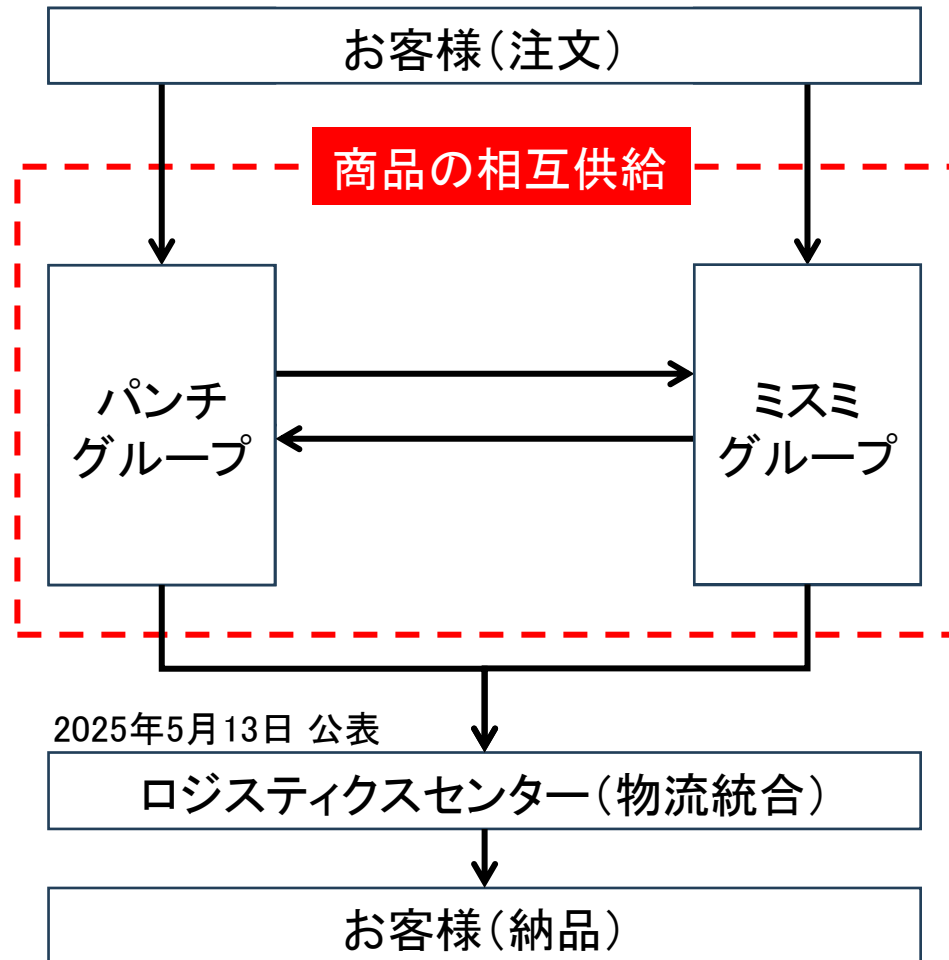 お客様（注文）
商品の相互供給
パンチ
グループ
ミスミ
グループ
2025年5月13日 公表
ロジスティクスセンター（物流統合）
お客様（納品）